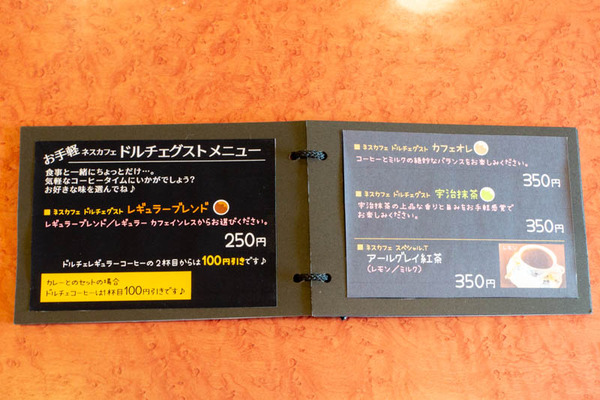 お手軽 ネスカフェ ドルチェグストメニュー
食事と一緒にちょっとだけ…。
気軽なコーヒータイムにいかがでしょう?
お好きな味を選んでね♪
■ネスカフェ ドルチェグスト レギュラーブレンド
レギュラーブレンド/レギュラー カフェインレスからお選びください。
250円
ドルチェレギュラーコーヒーの2杯目からは100円引きです♪
カレーとのセットの場合
ドルチェコーヒーは1杯目100円引きです♪
■ネスカフェ ドルチェグスト カフェオレ
コーヒーとミルクの絶妙なバランスをお楽しみください。
350円
■ネスカフェ ドルチェグスト 宇治抹茶
宇治抹茶の上品な香りと旨みをお手軽感覚で
お楽しみください。
350円
■ネスカフェ スペシャル.T
アールグレイ紅茶
(レモン/ミルク)
350円
レモン